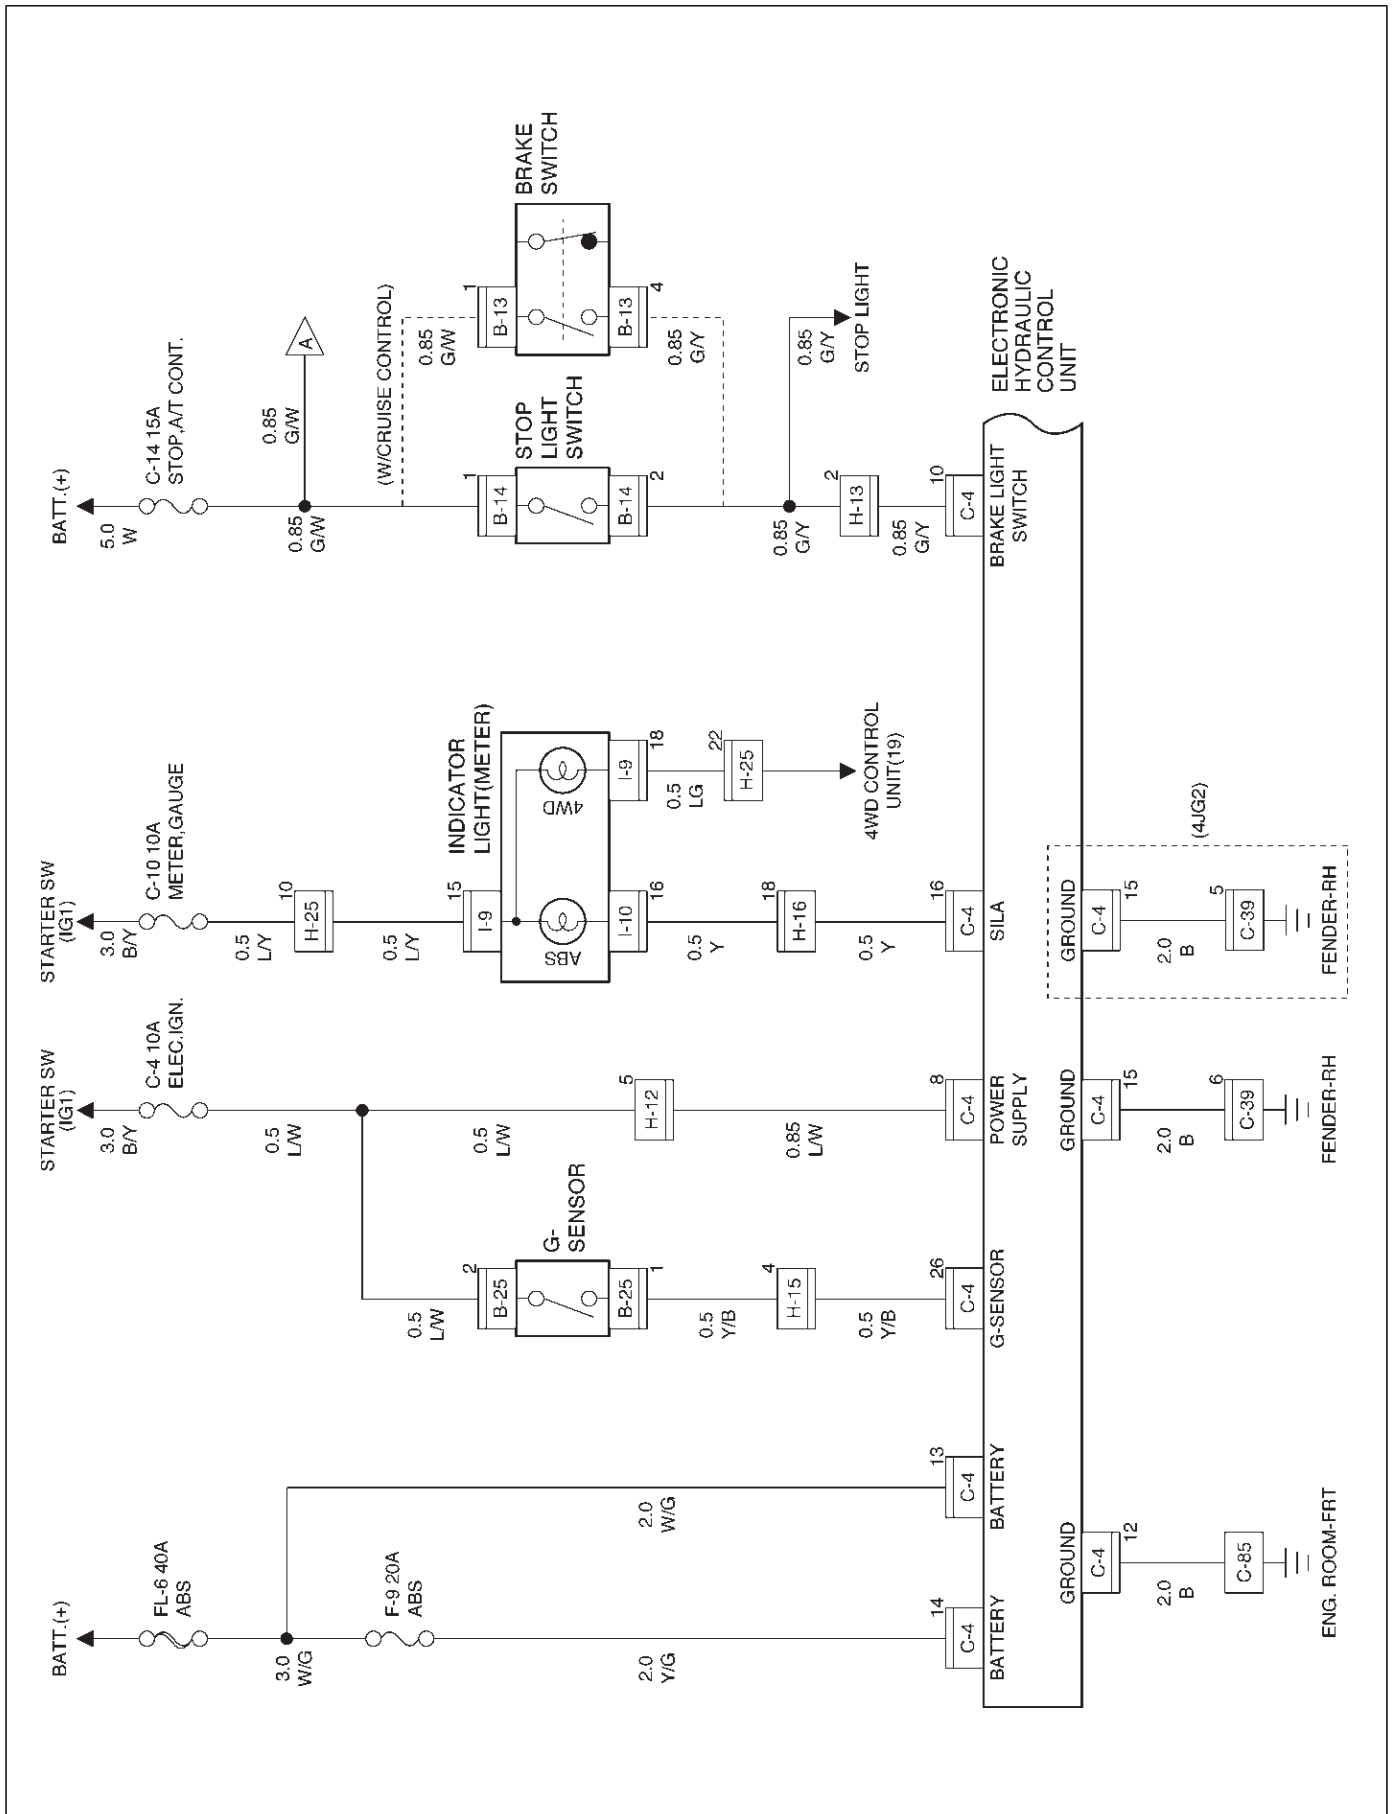 BATT.(+)
FL-6 40A
ABS
3.0
W/G
F-9 20A
ABS
2.0
W/G
2.0
Y/G
14
C-4
BATTERY
13
C-4
BATTERY
GROUND
C-4
12
2.0
B
C-85
ENG. ROOM-FRT
STARTER SW
(IG1)
3.0
B/Y
C-4 10A
ELEC.IGN.
0.5
L/W
0.5
L/W
0.5
L/W
2
B-25
G-
SENSOR
B-25
1
0.5
Y/B
4
H-15
0.5
Y/B
26
C-4
G-SENSOR
5
H-12
0.85
L/W
8
C-4
POWER
SUPPLY
GROUND
C-4
15
2.0
B
6
C-39
FENDER-RH
STARTER SW
(IG1)
3.0
B/Y
C-10 10A
METER,GAUGE
0.5
L/Y
10
H-25
0.5
L/Y
15
I-9
INDICATOR
LIGHT(METER)
ABS
4WD
I-10
16
I-9
18
0.5
Y
18
H-16
0.5
Y
16
C-4
SILA
0.5
LG
22
H-25
4WD CONTROL
UNIT(19)
GROUND
C-4
15
2.0
B
5
C-39
FENDER-RH
(4JG2)
BATT.(+)
5.0
W
C-14 15A
STOP,A/T CONT.
0.85
G/W
0.85
G/W
A
(W/CRUISE CONTROL)
1
B-14
STOP
LIGHT
SWITCH
B-14
2
0.85
G/W
1
B-13
BRAKE
SWITCH
B-13
4
0.85
G/Y
0.85
G/Y
0.85
G/Y
STOP LIGHT
2
H-13
0.85
G/Y
10
C-4
BRAKE LIGHT
SWITCH
ELECTRONIC
HYDRAULIC
CONTROL
UNIT